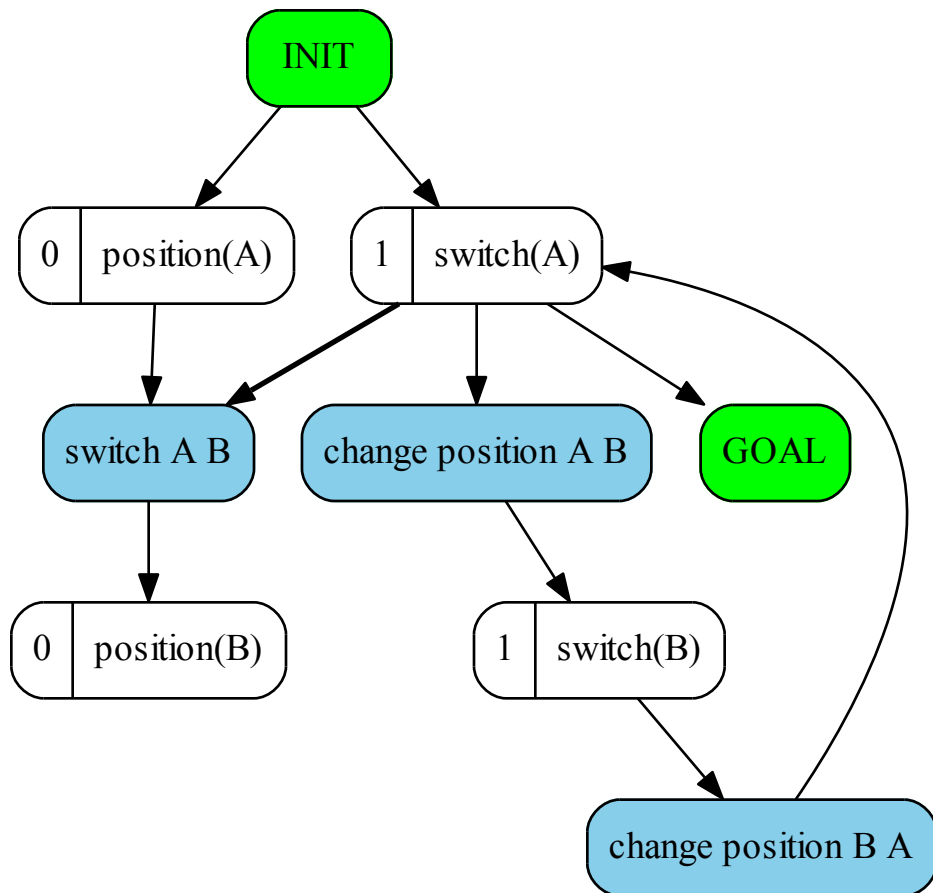 INIT
0 position(A)
1 switch(A)
switch A B
change position A B
GOAL
0 position(B)
1 switch(B)
change position B A